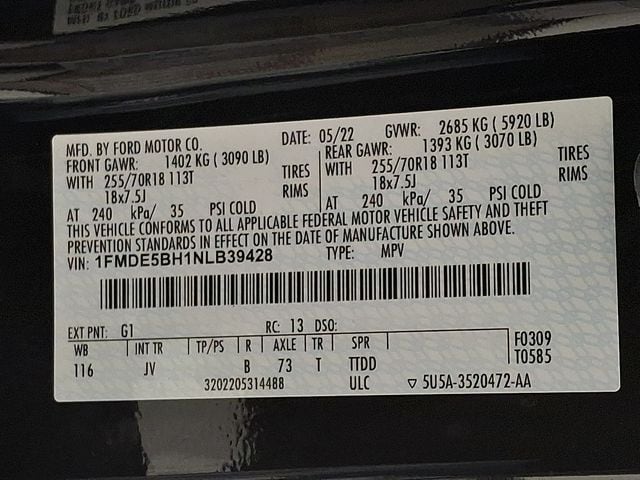 MFD. BY FORD MOTOR CO. DATE: 05/22 GVWR: 2685 KG ( 5920 LB)
FRONT GAWR: 1402 KG ( 3090 LB) REAR GAWR: 1393 KG ( 3070 LB)
WITH 255/70R18 113T TIRES WITH 255/70R18 113T TIRES
18x7.5J RIMS 18x7.5J RIMS
AT 240 kPa/ 35 PSI COLD AT 240 kPa/ 35 PSI COLD
THIS VEHICLE CONFORMS TO ALL APPLICABLE FEDERAL MOTOR VEHICLE SAFETY AND THEFT
PREVENTION STANDARDS IN EFFECT ON THE DATE OF MANUFACTURE SHOWN ABOVE.
VIN: 1FMDE5BH1NLB39428 TYPE: MPV
EXT PNT: G1 RC: 13 DSO: F0309
WB INT TR TP/PS R AXLE TR SPR T0585
116 JV B 73 T TTDD
3202205314488 ULC ▽ 5U5A-3520472-AA